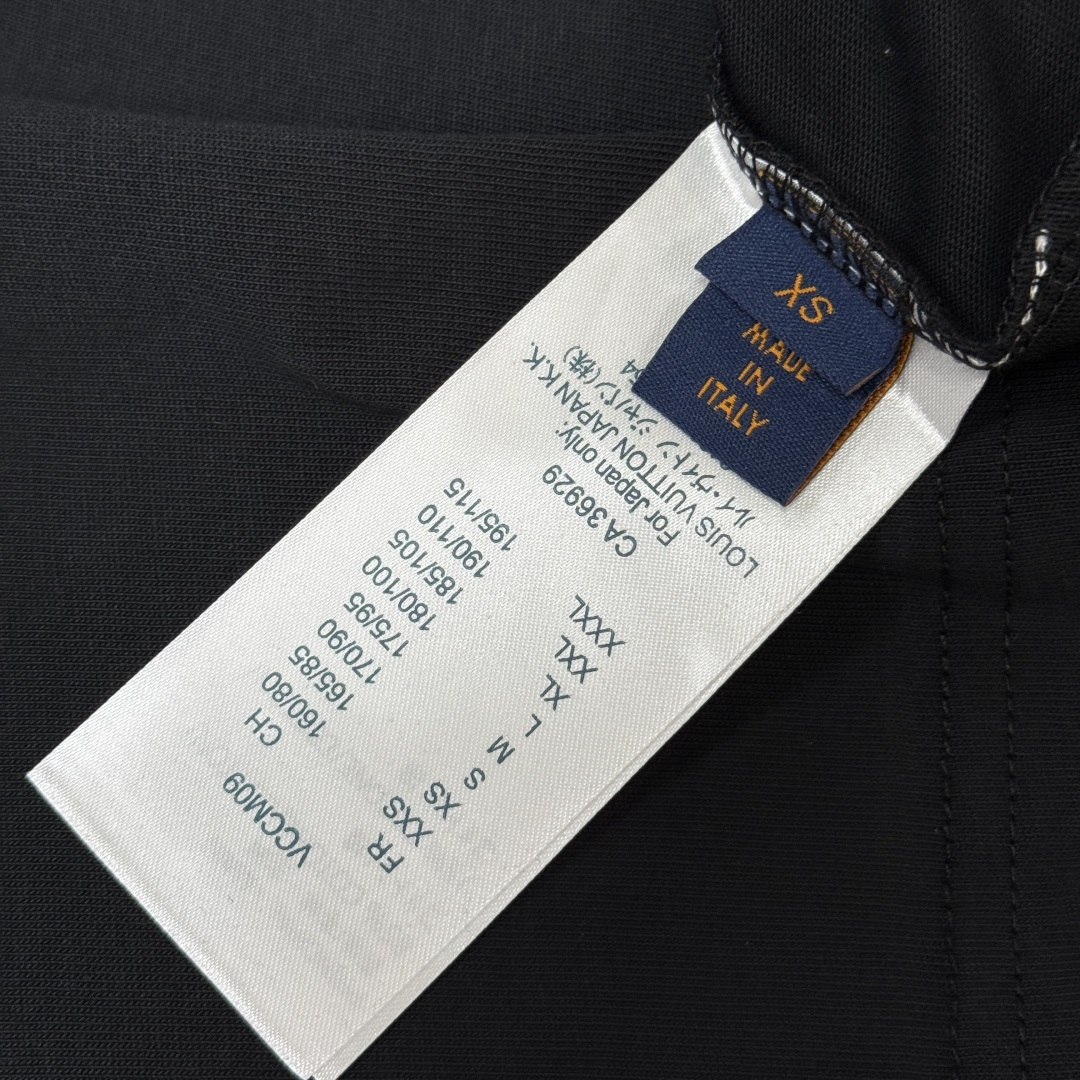 XS
MADE
IN
ITALY
VCCM09
FR CH
XXS 160/80
XS 165/85
S 170/90
M 175/95
L 180/100
XL 185/105
XXL 190/110
XXXL 195/115
CA 36929
For Japan only.
LOUIS VUITTON JAPAN K.K.
ルイ・ヴィトン ジャパン(株)